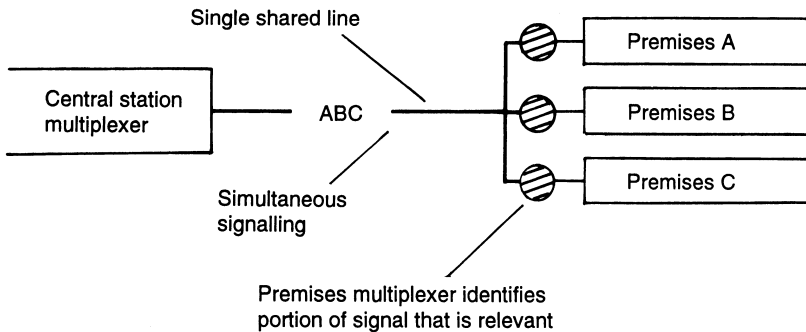 Single shared line
Premises A
Central station
multiplexer
ABC
Premises B
Simultaneous
signalling
Premises C
Premises multiplexer identifies
portion of signal that is relevant